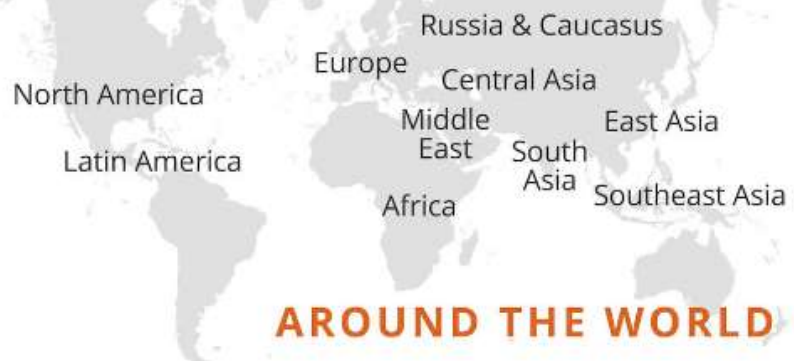 Russia & Caucasus
Europe
Central Asia
North America
Middle
East
East Asia
South
Asia
Latin America
Southeast Asia
Africa
AROUND THE WORLD